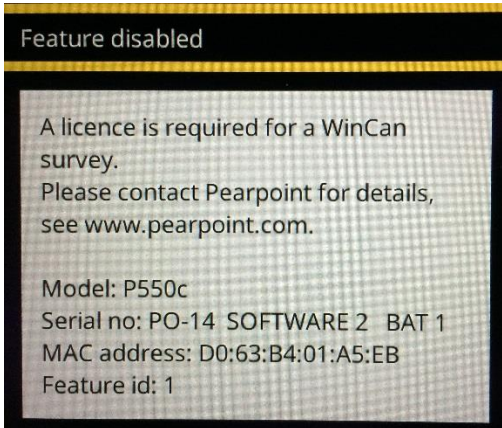 Feature disabled
A licence is required for a WinCan
survey.
Please contact Pearpoint for details,
see www.pearpoint.com.
Model: P550c
Serial no: PO-14 SOFTWARE 2 BAT 1
MAC address: D0:63:B4:01:A5:EB
Feature id: 1